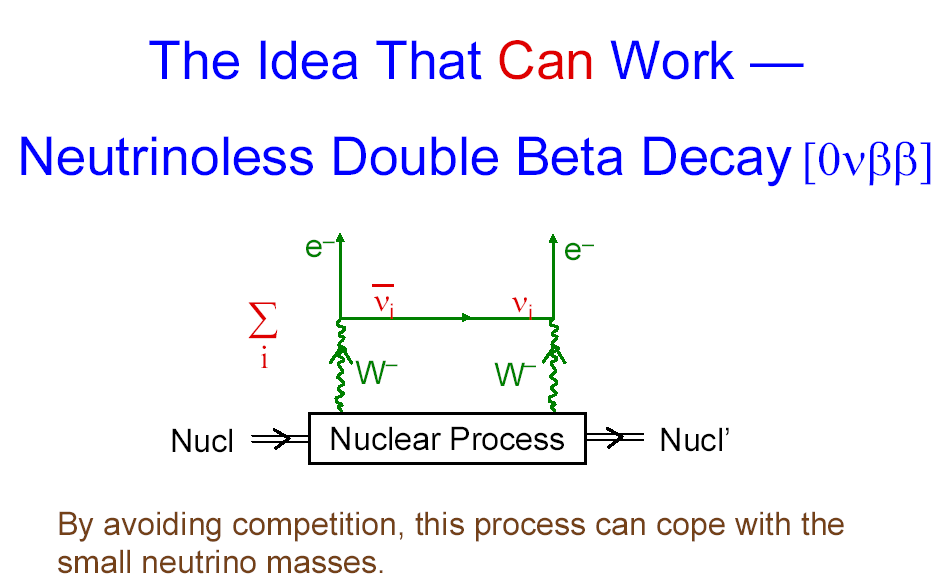 The Idea That Can Work —
Neutrinoless Double Beta Decay [0νββ]
e– e–
ν̅i νi
∑
i
W– W–
Nucl Nuclear Process Nucl’
By avoiding competition, this process can cope with the
small neutrino masses.